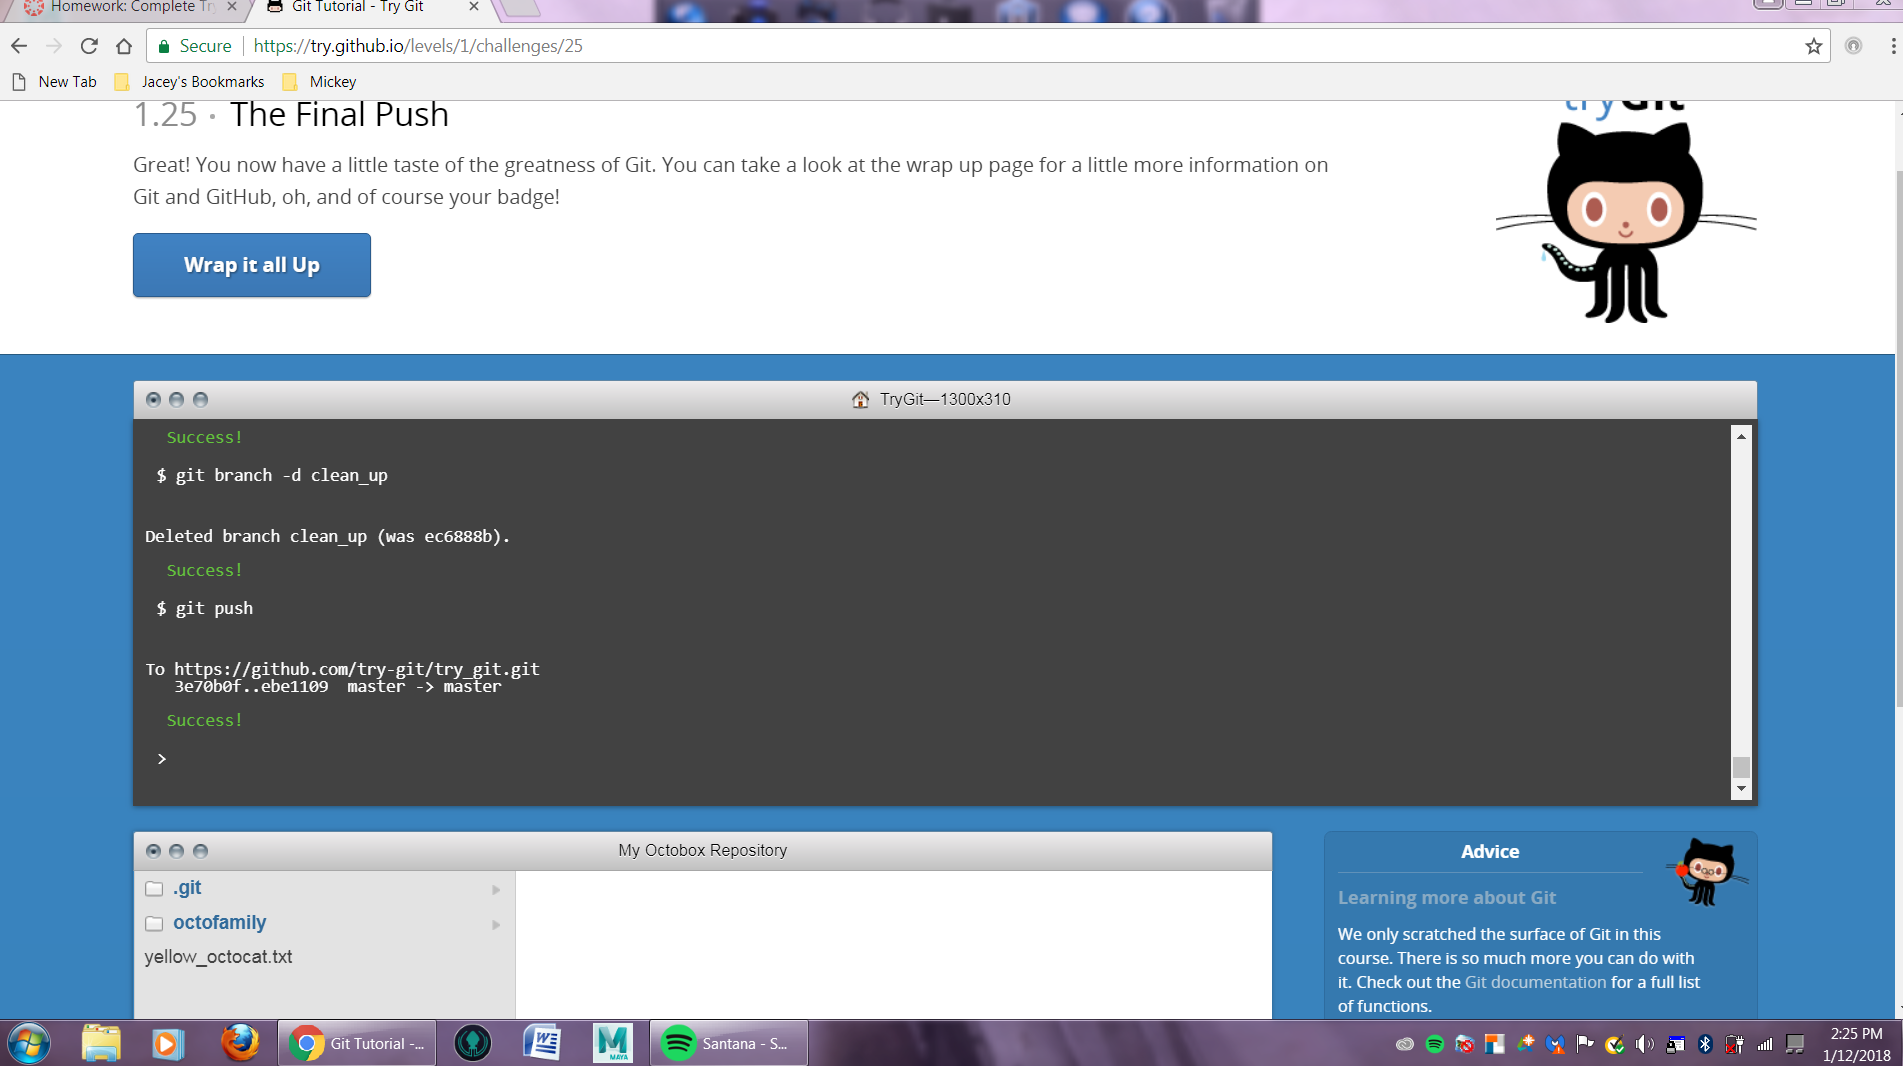 Homework: Complete Tr
Git Tutorial - Try Git
Secure
https://try.github.io/levels/1/challenges/25
New Tab
Jacey's Bookmarks
Mickey
1.25 · The Final Push
tryGit
Great! You now have a little taste of the greatness of Git. You can take a look at the wrap up page for a little more information on
Git and GitHub, oh, and of course your badge!
Wrap it all Up
TryGit—1300x310
Success!
$ git branch -d clean_up
Deleted branch clean_up (was ec6888b).
Success!
$ git push
To https://github.com/try-git/try_git.git
3e70b0f..ebe1109  master -> master
Success!
>
My Octobox Repository
.git
octofamily
yellow_octocat.txt
Advice
Learning more about Git
We only scratched the surface of Git in this
course. There is so much more you can do with
it. Check out the Git documentation for a full list
of functions.
Git Tutorial -...
MAYA
Santana - S...
2:25 PM
1/12/2018